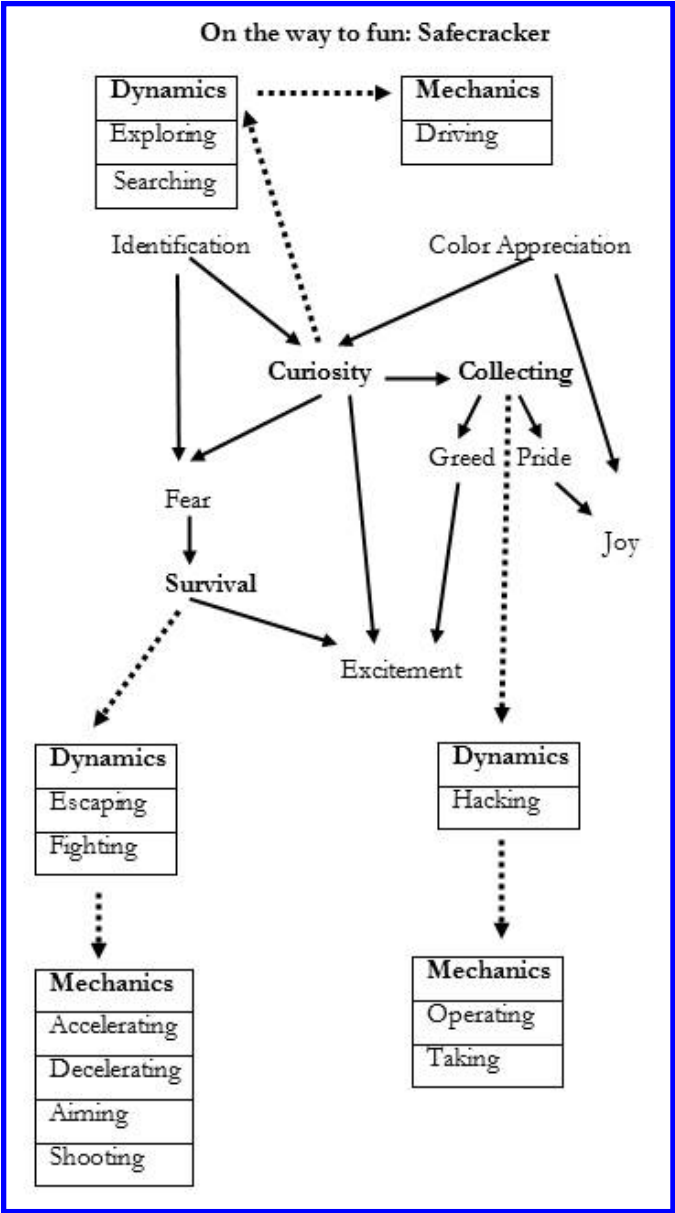 On the way to fun: Safecracker
Dynamics
Mechanics
Exploring
Driving
Searching
Identification
Color Appreciation
Curiosity
Collecting
Greed
Pride
Fear
Joy
Survival
Excitement
Dynamics
Escaping
Fighting
Dynamics
Hacking
Mechanics
Accelerating
Decelerating
Aiming
Shooting
Mechanics
Operating
Taking